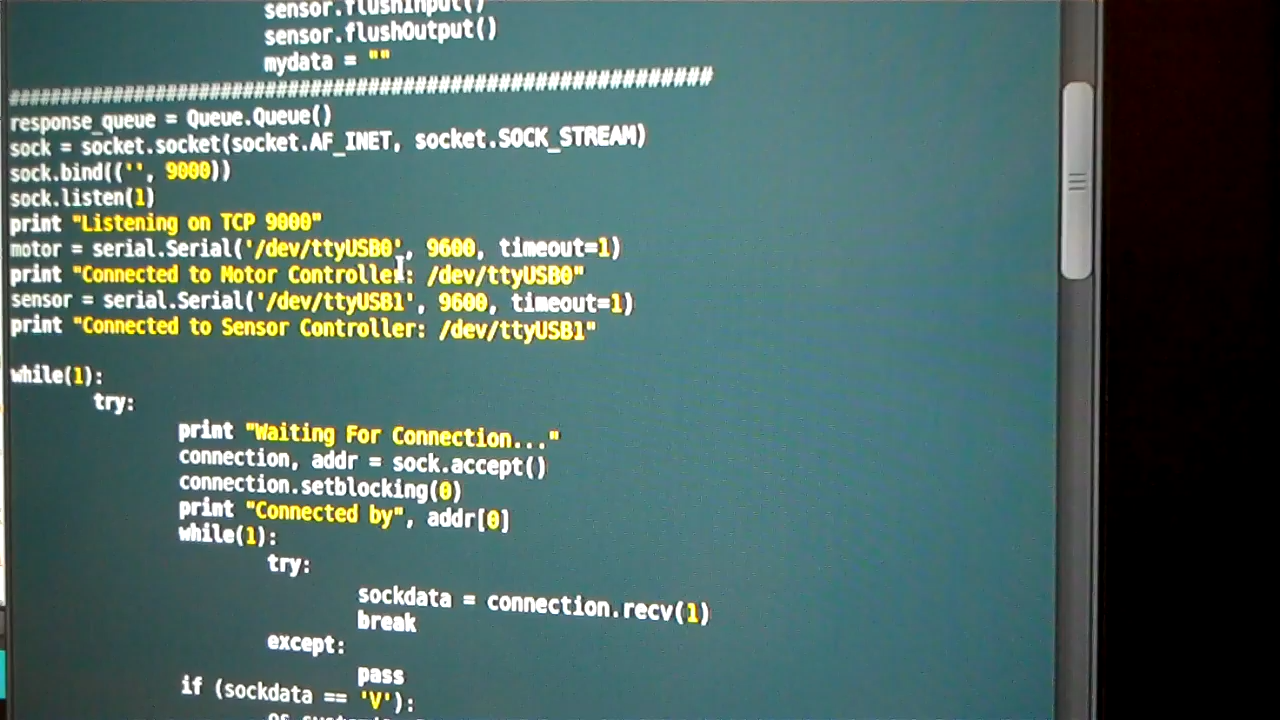 sensor.flushInput()
sensor.flushOutput()
mydata = ""
#############################################################
response_queue = Queue.Queue()
sock = socket.socket(socket.AF_INET, socket.SOCK_STREAM)
sock.bind(('', 9000))
sock.listen(1)
print "Listening on TCP 9000"
motor = serial.Serial('/dev/ttyUSB0', 9600, timeout=1)
print "Connected to Motor Controller: /dev/ttyUSB0"
sensor = serial.Serial('/dev/ttyUSB1', 9600, timeout=1)
print "Connected to Sensor Controller: /dev/ttyUSB1"
while(1):
try:
print "Waiting For Connection..."
connection, addr = sock.accept()
connection.setblocking(0)
print "Connected by", addr[0]
while(1):
try:
sockdata = connection.recv(1)
break
except:
pass
if (sockdata == 'V'):